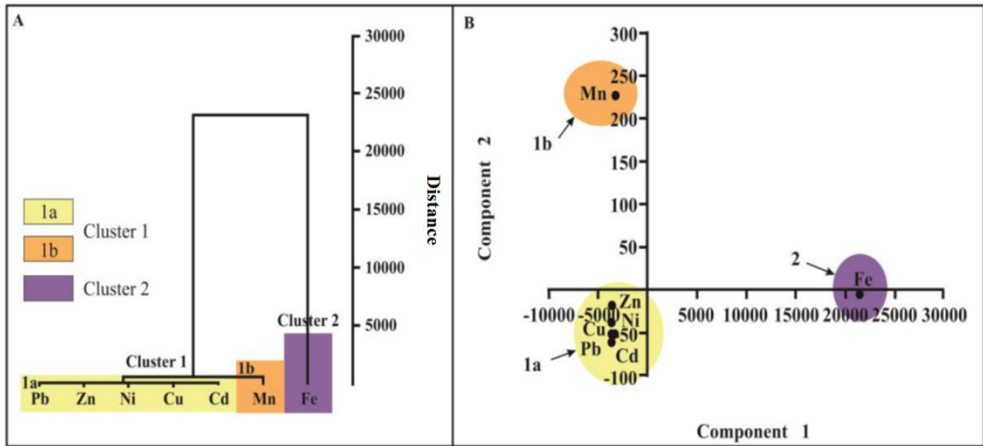 A
30000
25000
20000
15000
10000
5000
Distance
1a
Cluster 1
1b
Cluster 2
Cluster 2
Cluster 1
1a
1b
Pb Zn Ni Cu Cd Mn Fe
B
300
250
200
150
100
50
-50
-100
Component 2
Mn
1b
2
Fe
-10000 -5000 5000 10000 15000 20000 25000 30000
Zn
Cu Ni
Pb Cd
1a
Component 1